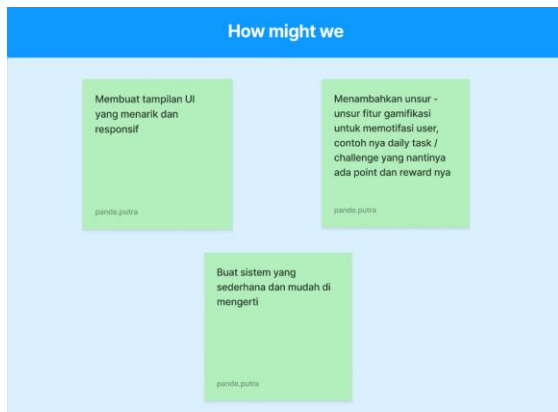 How might we
Membuat tampilan UI
yang menarik dan
responsif
pande.putra
Menambahkan unsur -
unsur fitur gamifikasi
untuk memotifasi user,
contoh nya daily task /
challenge yang nantinya
ada point dan reward nya
pande.putra
Buat sistem yang
sederhana dan mudah di
mengerti
pande.putra